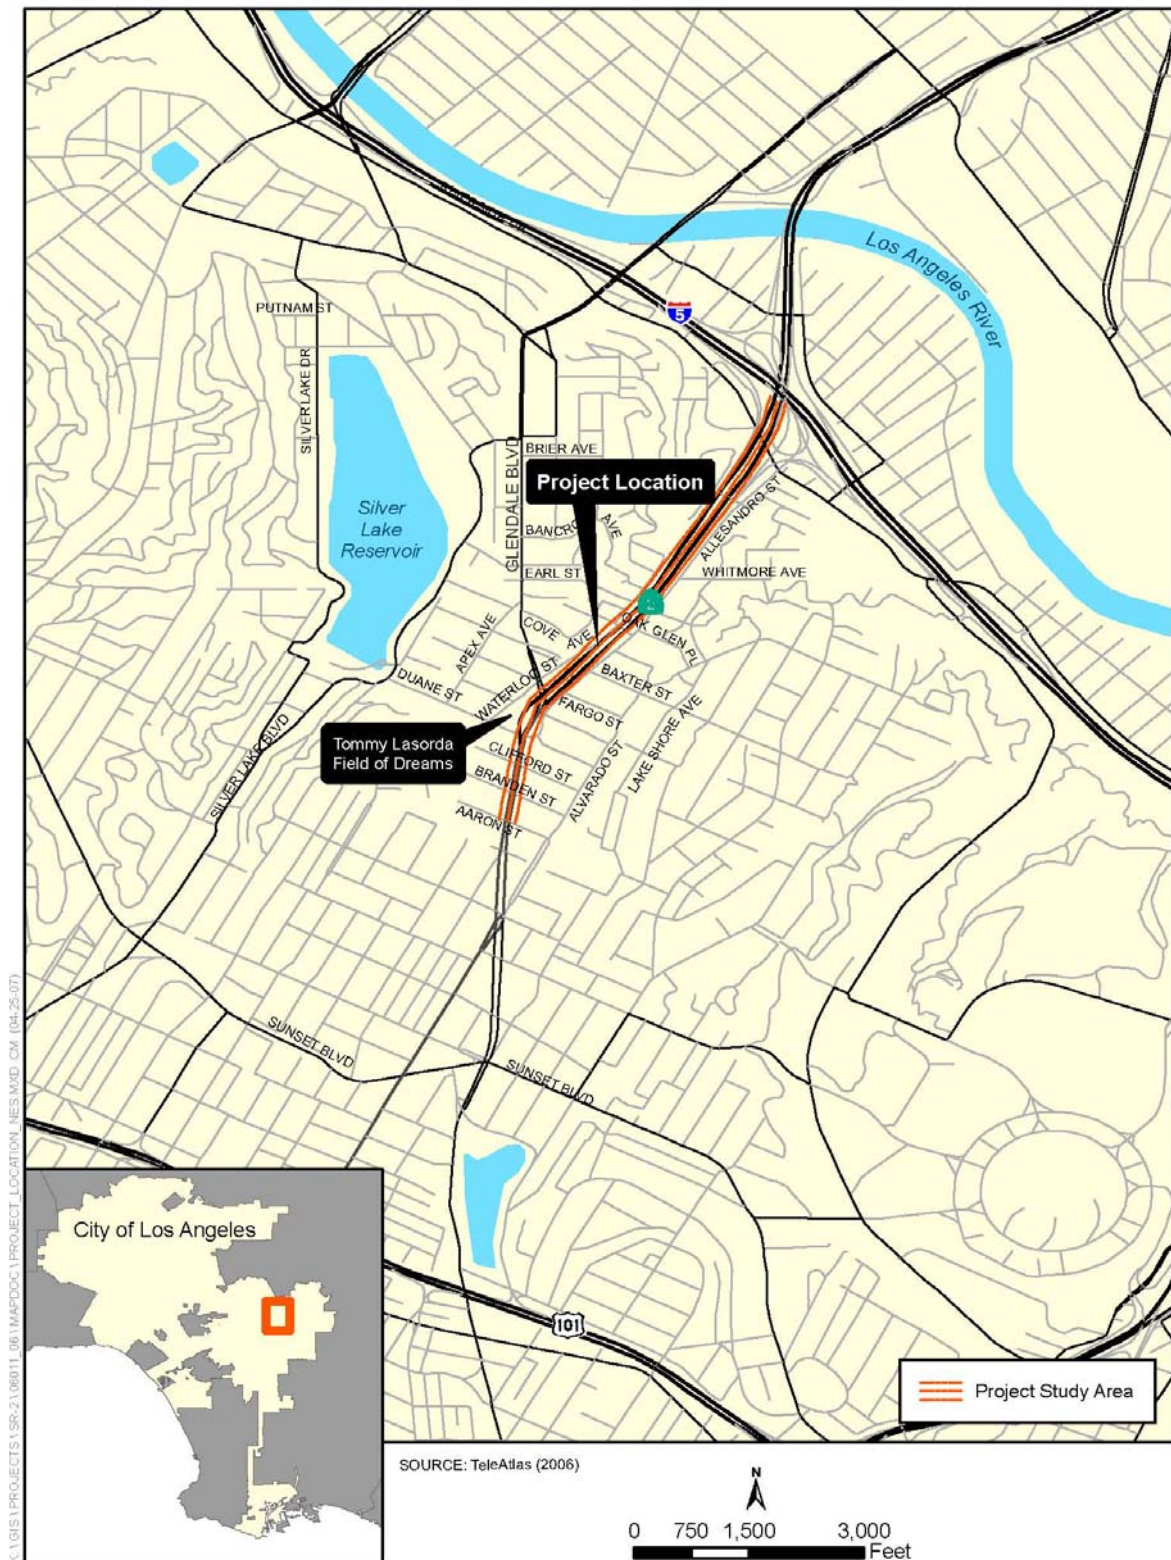 Los Angeles River
PUTNAM ST
5
SILVER LAKE DR
GLENDALE BLVD
BRIER AVE
Project Location
Silver
Lake
Reservoir
AVE
ALLESANDRO ST
EARL ST
WHITMORE AVE
APEX AVE
COVE AVE
OAK GLEN PL
DUANE ST
WATERLOO ST
BAXTER ST
FARGO ST
LAKE SHORE AVE
Tommy Lasorda
Field of Dreams
CLIFFORD ST
SILVER LAKE BLVD
BRANDEN ST
ALVARADO ST
AARON ST
SUNSET BLVD
SUNSET BLVD
City of Los Angeles
101
Project Study Area
SOURCE: TeleAtlas (2006)
N
0 750 1,500 3,000
Feet